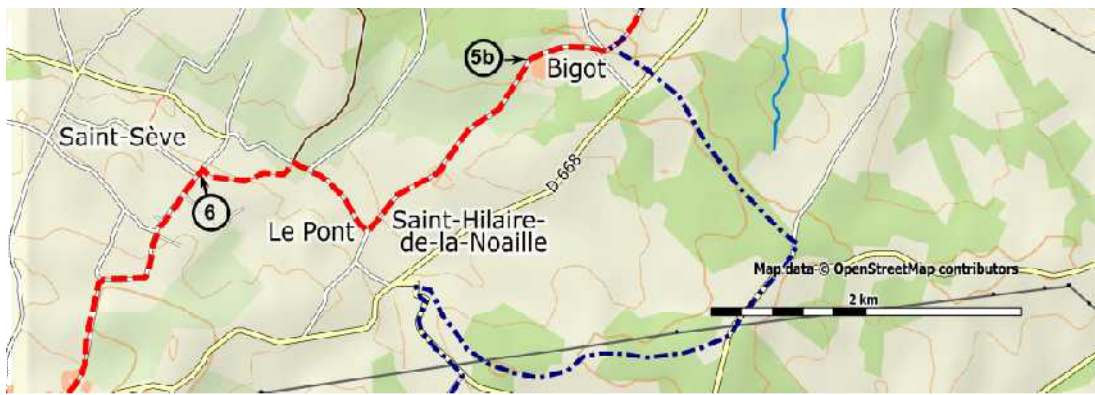 5b
Bigot
Saint-Sève
D-668
6
Le Pont
Saint-Hilaire-
de-la-Noaille
Map data © OpenStreetMap contributors
2 km